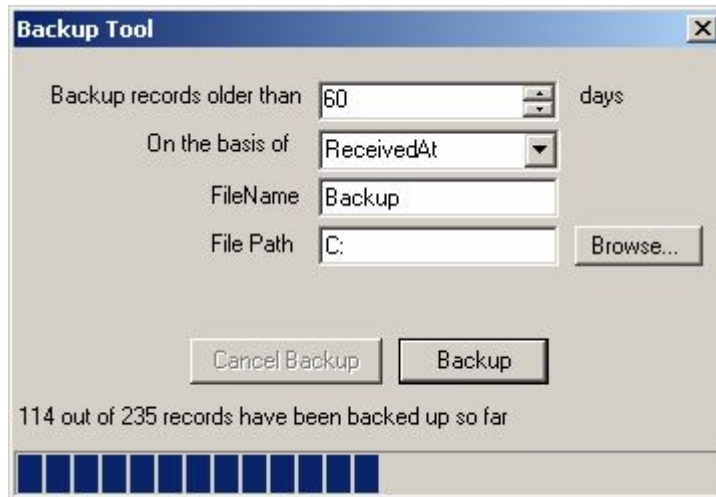 Backup Tool
Backup records older than 60 days
On the basis of ReceivedAt
FileName Backup
File Path C: Browse...
Cancel Backup Backup
114 out of 235 records have been backed up so far